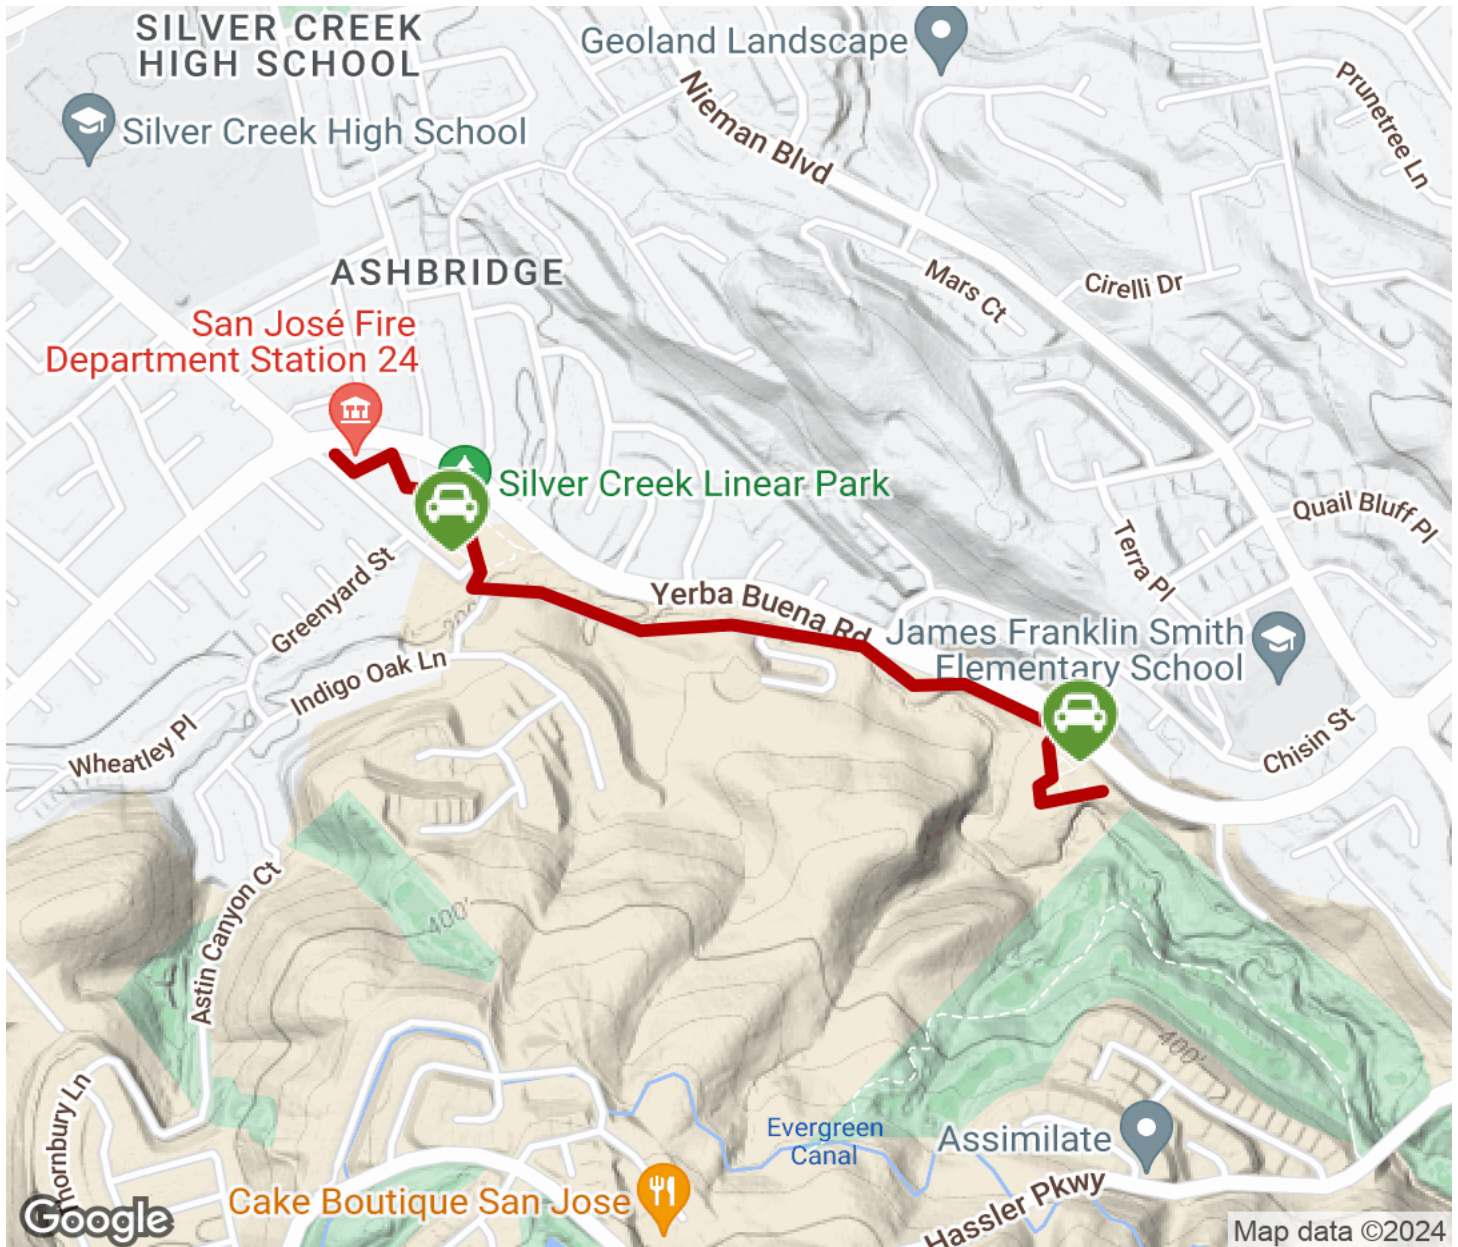 SILVER CREEK
HIGH SCHOOL
Geoland Landscape
Silver Creek High School
Nieman Blvd
Prunetree Ln
ASHBRIDGE
Mars Ct
Cirelli Dr
San José Fire
Department Station 24
Silver Creek Linear Park
Quail Bluff Pl
Terra Pl
Greenyard St
Yerba Buena Rd
James Franklin Smith
Elementary School
Indigo Oak Ln
Wheatley Pl
Chisin St
Astin Canyon Ct
400'
400'
Thornbury Ln
Evergreen
Canal
Assimilate
Cake Boutique San Jose
Hassler Pkwy
Google
Map data ©2024